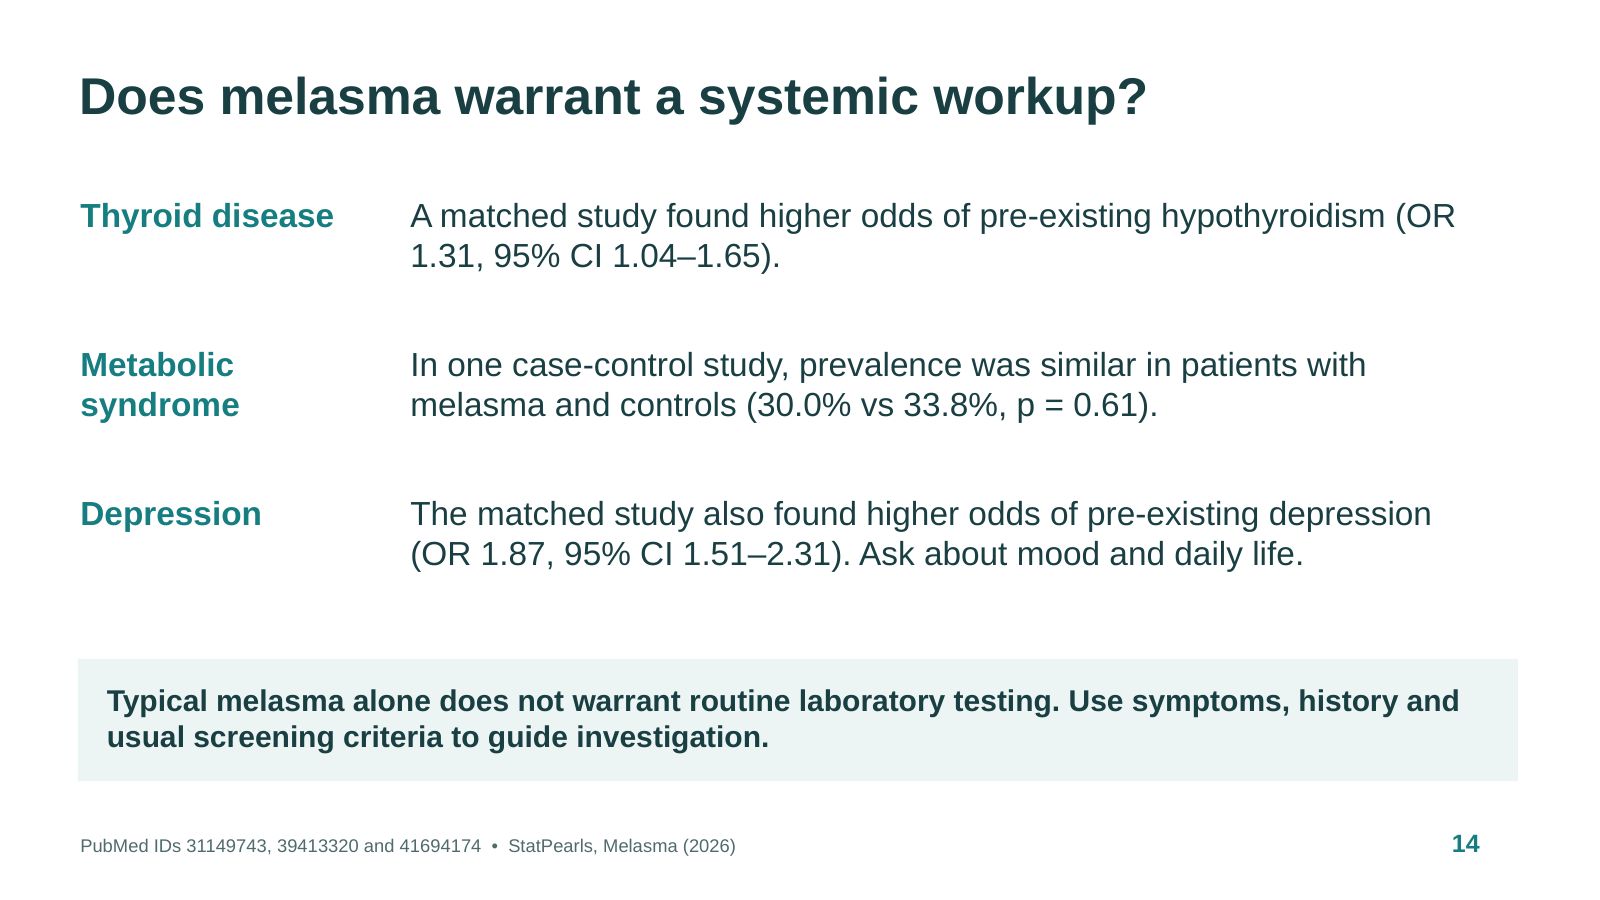 Does melasma warrant a systemic workup?
Thyroid disease
A matched study found higher odds of pre-existing hypothyroidism (OR
1.31, 95% CI 1.04–1.65).
Metabolic
syndrome
In one case-control study, prevalence was similar in patients with
melasma and controls (30.0% vs 33.8%, p = 0.61).
Depression
The matched study also found higher odds of pre-existing depression
(OR 1.87, 95% CI 1.51–2.31). Ask about mood and daily life.
Typical melasma alone does not warrant routine laboratory testing. Use symptoms, history and
usual screening criteria to guide investigation.
PubMed IDs 31149743, 39413320 and 41694174 • StatPearls, Melasma (2026)
14